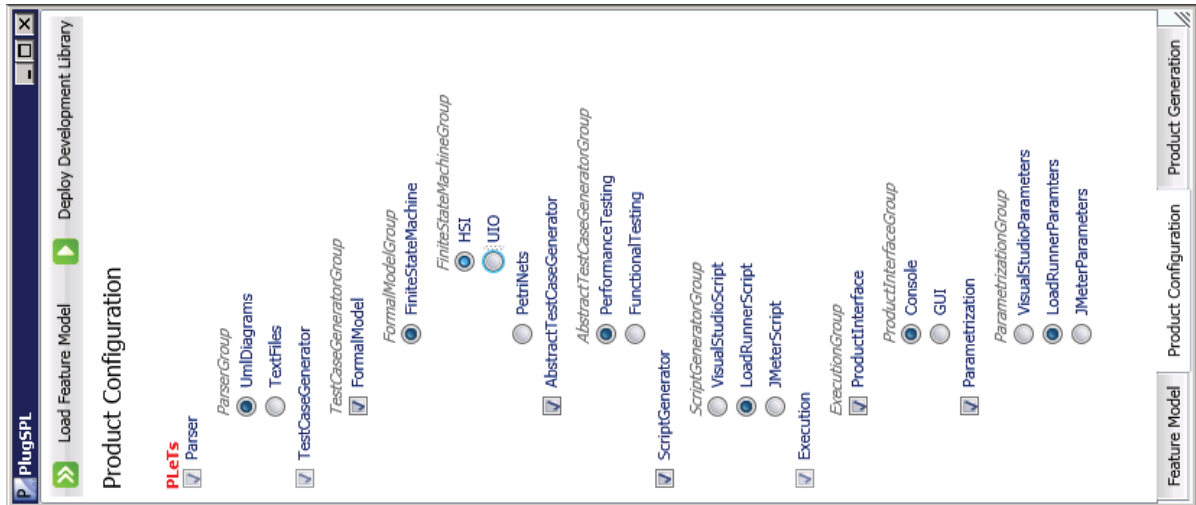 PlugSPL
Load Feature Model
Deploy Development Library
Product Configuration
PLeTs
Parser
ParserGroup
UmlDiagrams
TextFiles
TestCaseGenerator
TestCaseGeneratorGroup
FormalModel
FormalModelGroup
FiniteStateMachine
FiniteStateMachineGroup
HSI
UIO
PetriNets
AbstractTestCaseGenerator
AbstractTestCaseGeneratorGroup
PerformanceTesting
FunctionalTesting
ScriptGenerator
ScriptGeneratorGroup
VisualStudioScript
LoadRunnerScript
JMeterScript
Execution
ExecutionGroup
ProductInterface
ProductInterfaceGroup
Console
GUI
Parametrization
ParametrizationGroup
VisualStudioParameters
LoadRunnerParamters
JMeterParameters
Feature Model
Product Configuration
Product Generation